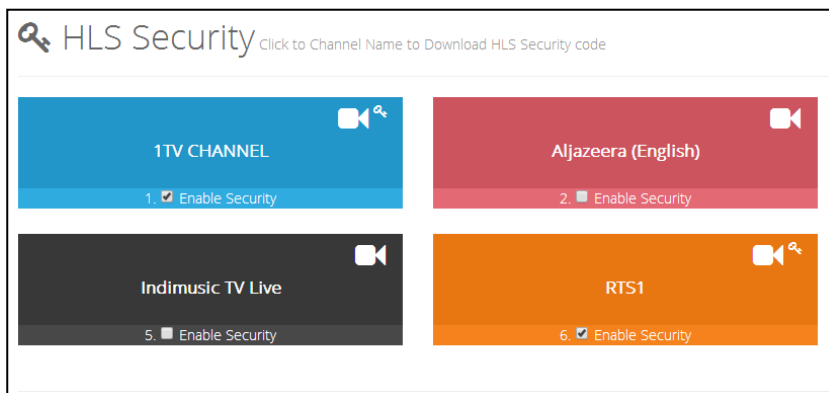 HLS Security Click to Channel Name to Download HLS Security code
1TV CHANNEL
1. Enable Security
Aljazeera (English)
2. Enable Security
Indimusic TV Live
5. Enable Security
RTS1
6. Enable Security